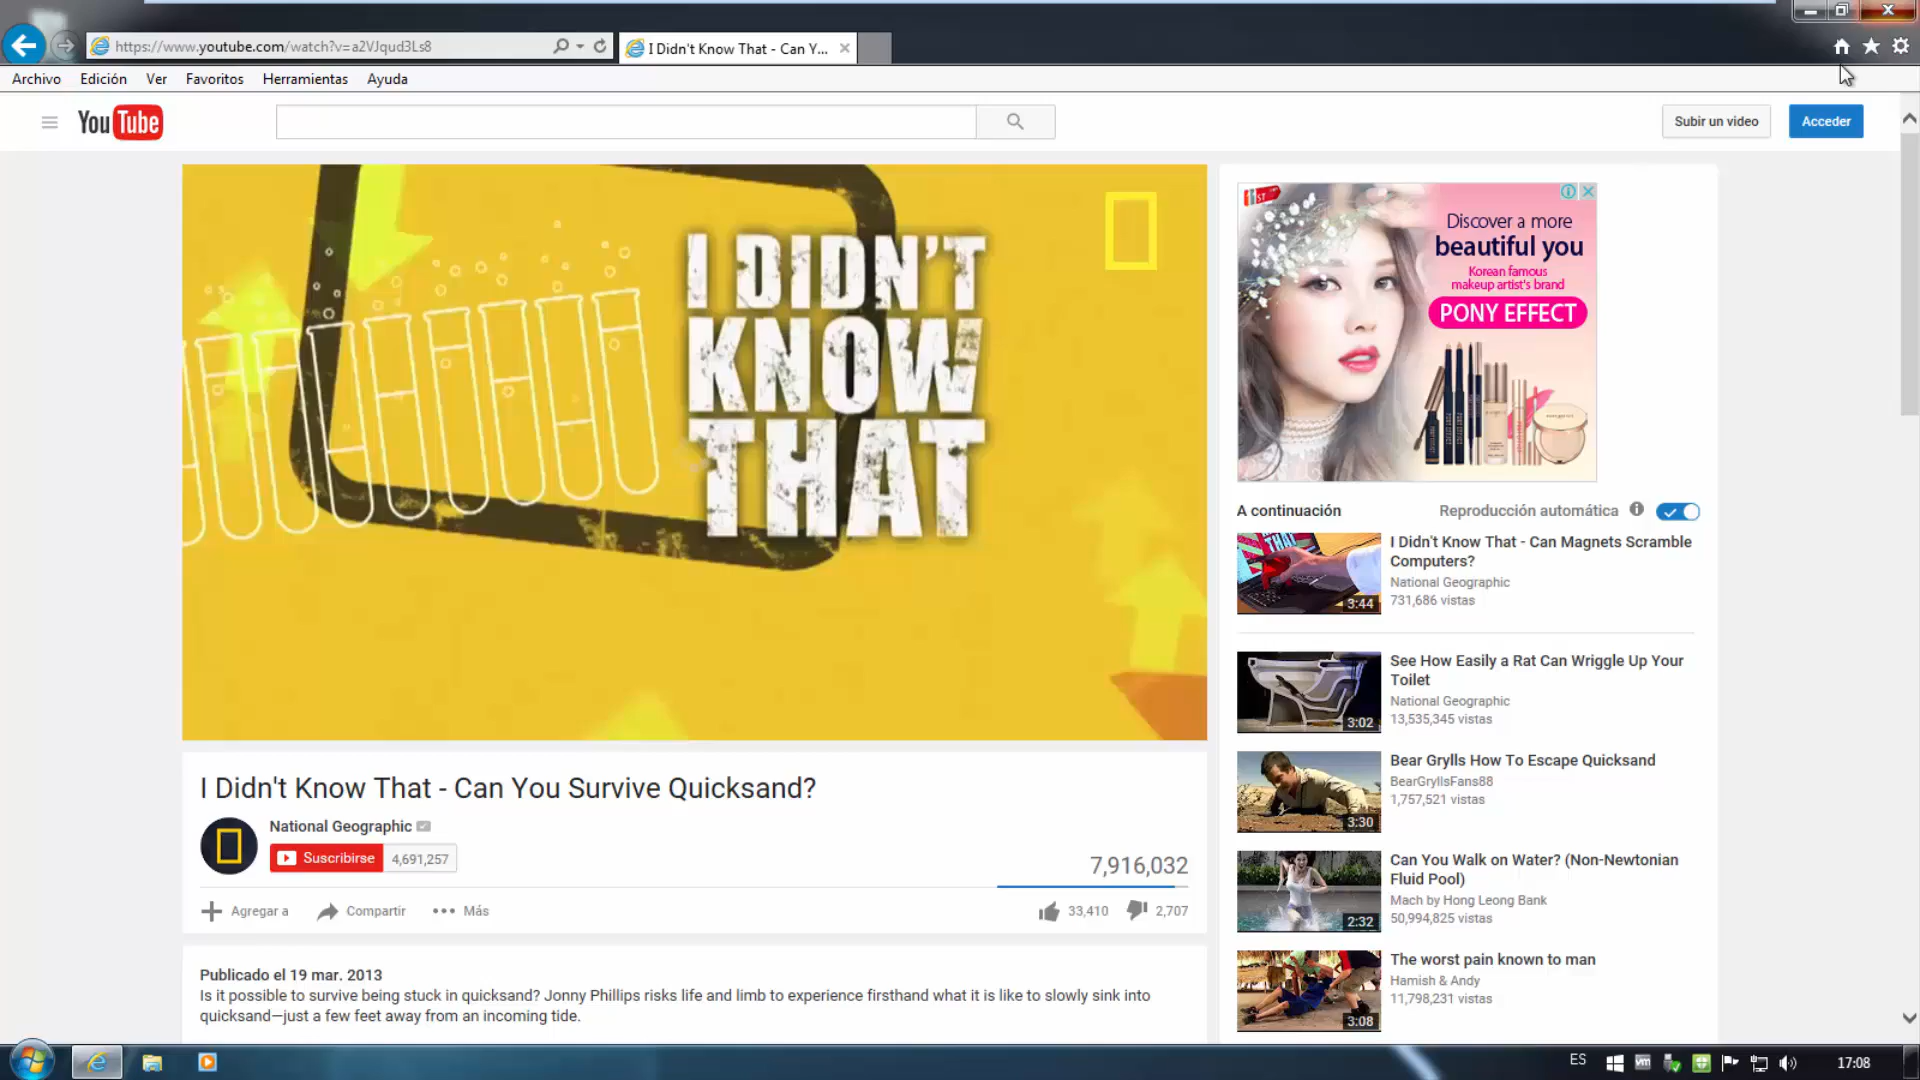 https://www.youtube.com/watch?v=a2VJqud3Ls8
I Didn't Know That - Can Y...
Archivo Edición Ver Favoritos Herramientas Ayuda
YouTube
Subir un video
Acceder
I DIDN'T
KNOW
THAT
Discover a more
beautiful you
Korean famous
makeup artist's brand
PONY EFFECT
A continuación
Reproducción automática
I Didn't Know That - Can Magnets Scramble
Computers?
National Geographic
731,686 vistas
3:44
See How Easily a Rat Can Wriggle Up Your
Toilet
National Geographic
13,535,345 vistas
3:02
Bear Grylls How To Escape Quicksand
BearGryllsFans88
1,757,521 vistas
3:30
Can You Walk on Water? (Non-Newtonian
Fluid Pool)
Mach by Hong Leong Bank
50,994,825 vistas
2:32
The worst pain known to man
Hamish & Andy
11,798,231 vistas
3:08
I Didn't Know That - Can You Survive Quicksand?
National Geographic
Suscribirse 4,691,257
7,916,032
Agregar a Compartir Más
33,410 2,707
Publicado el 19 mar. 2013
Is it possible to survive being stuck in quicksand? Jonny Phillips risks life and limb to experience firsthand what it is like to slowly sink into
quicksand—just a few feet away from an incoming tide.
ES
17:08